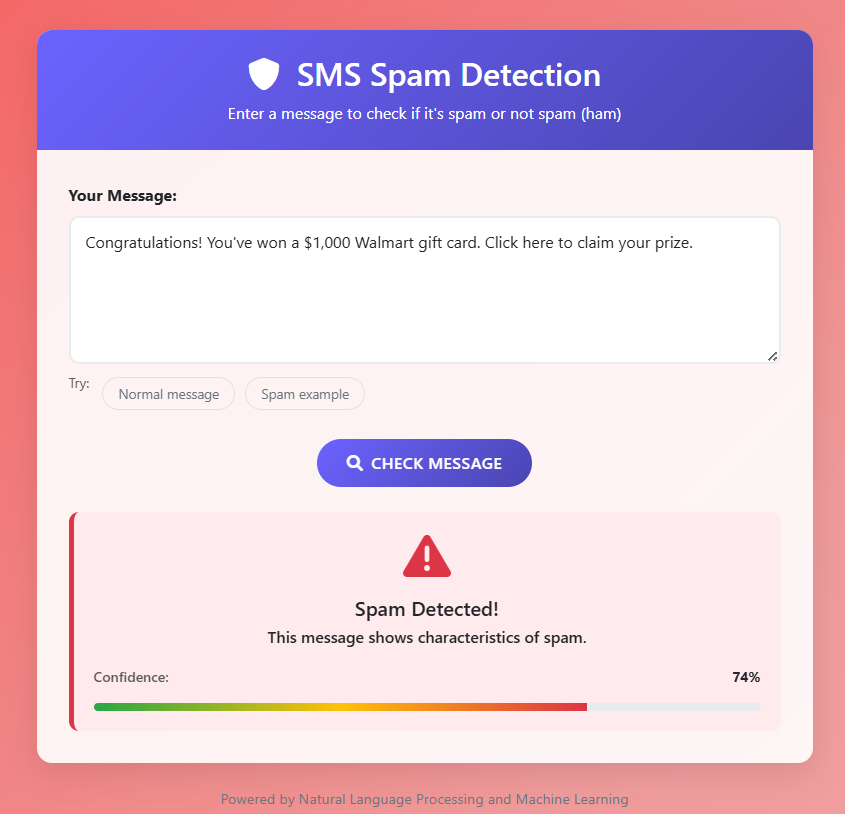 SMS Spam Detection
Enter a message to check if it's spam or not spam (ham)
Your Message:
Congratulations! You've won a $1,000 Walmart gift card. Click here to claim your prize.
Try:
Normal message
Spam example
CHECK MESSAGE
Spam Detected!
This message shows characteristics of spam.
Confidence:
74%
Powered by Natural Language Processing and Machine Learning